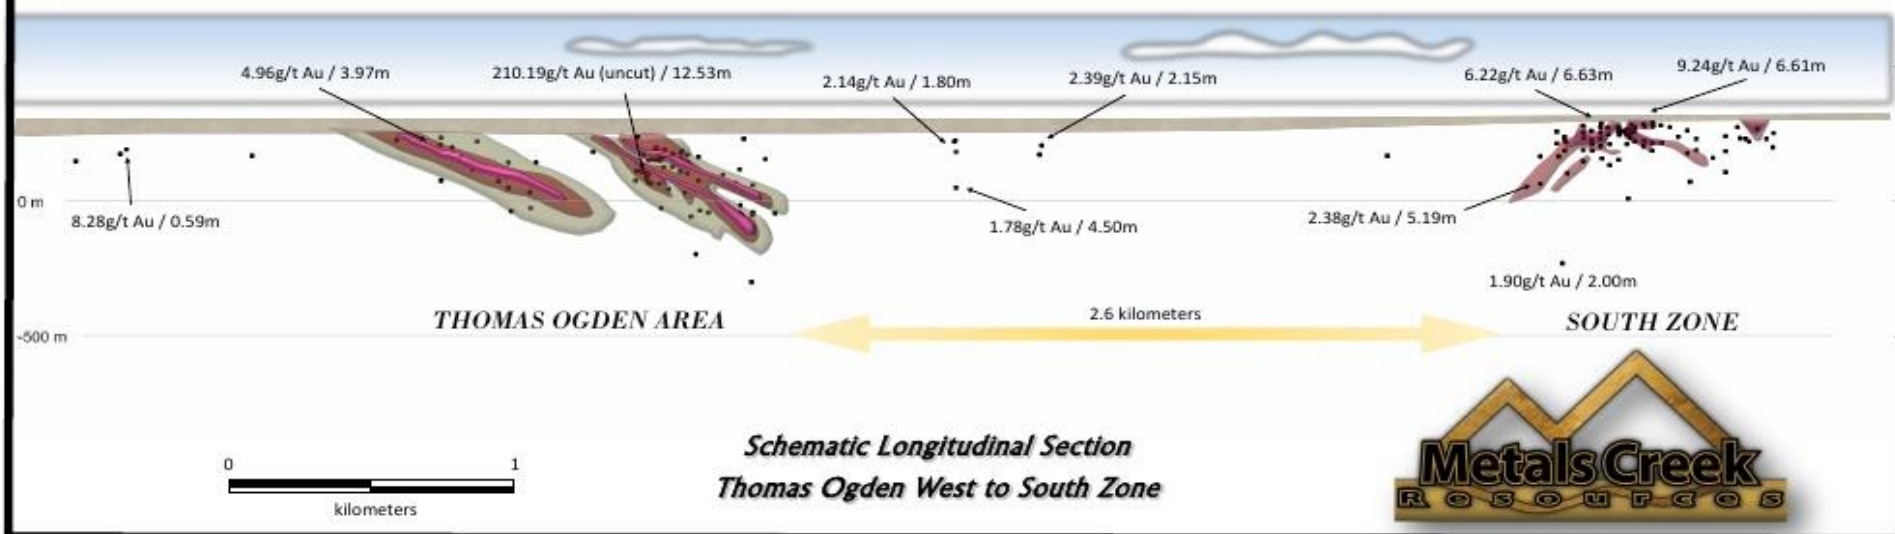 4.96g/t Au / 3.97m
210.19g/t Au (uncut) / 12.53m
2.14g/t Au / 1.80m
2.39g/t Au / 2.15m
6.22g/t Au / 6.63m
9.24g/t Au / 6.61m
0 m
8.28g/t Au / 0.59m
1.78g/t Au / 4.50m
2.38g/t Au / 5.19m
1.90g/t Au / 2.00m
THOMAS OGDEN AREA
2.6 kilometers
SOUTH ZONE
-500 m
Schematic Longitudinal Section
Thomas Ogden West to South Zone
0 1
kilometers
Metals Creek
Resources